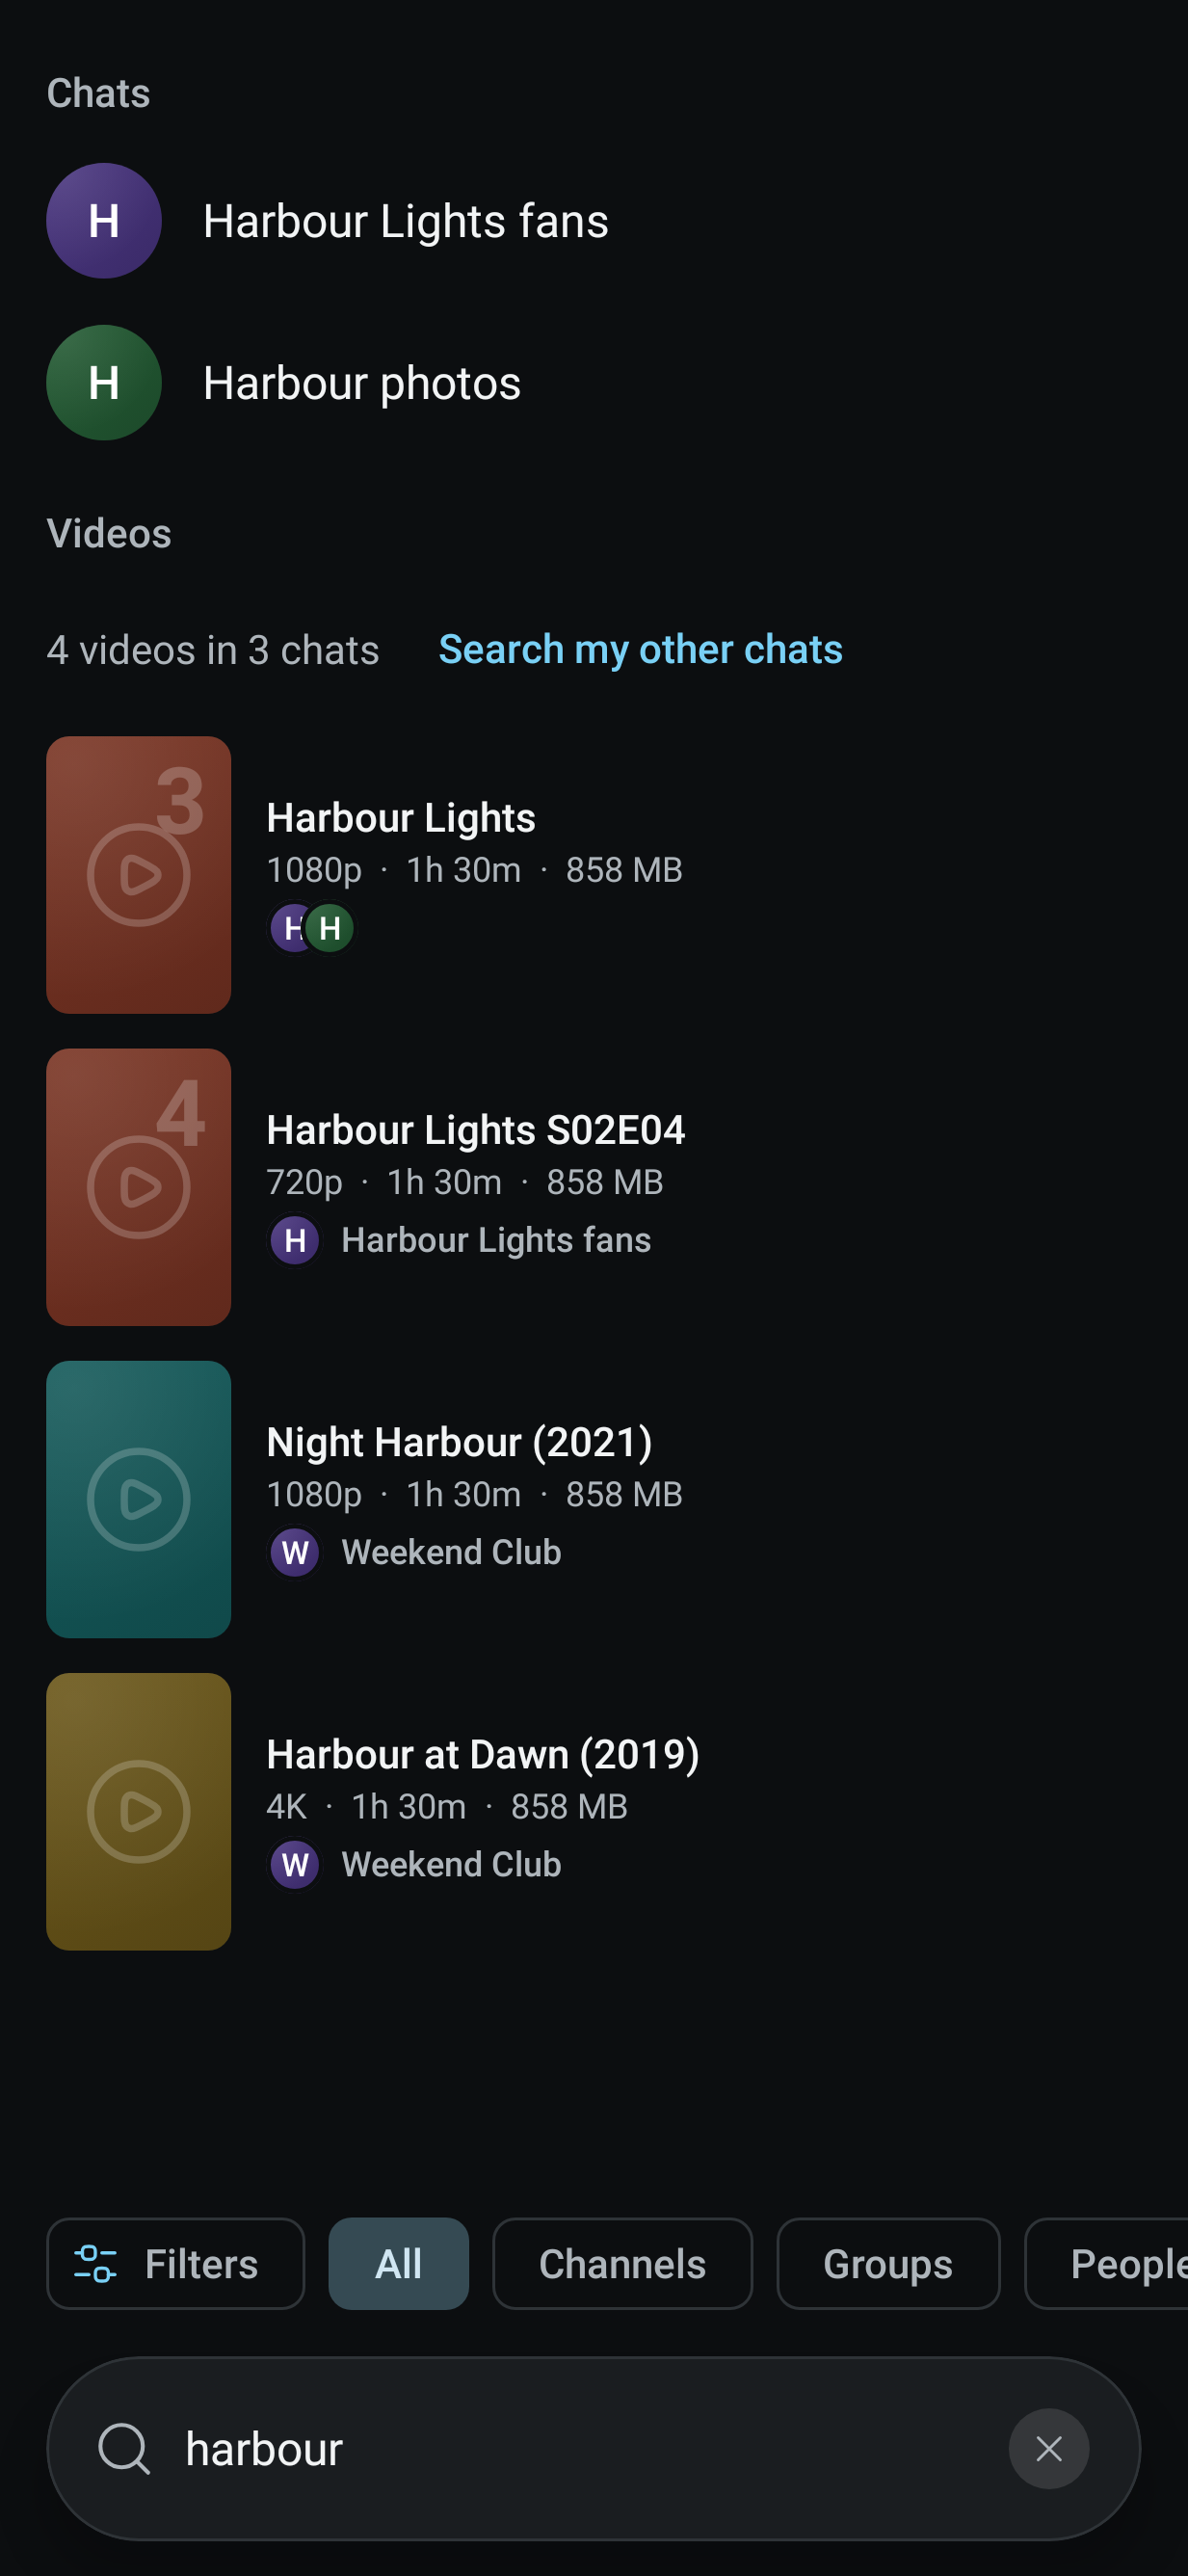 Chats
H Harbour Lights fans
H Harbour photos
Videos
4 videos in 3 chats Search my other chats
3
Harbour Lights
1080p · 1h 30m · 858 MB
H H
4
Harbour Lights S02E04
720p · 1h 30m · 858 MB
H Harbour Lights fans
Night Harbour (2021)
1080p · 1h 30m · 858 MB
W Weekend Club
Harbour at Dawn (2019)
4K · 1h 30m · 858 MB
W Weekend Club
Filters All Channels Groups People
harbour